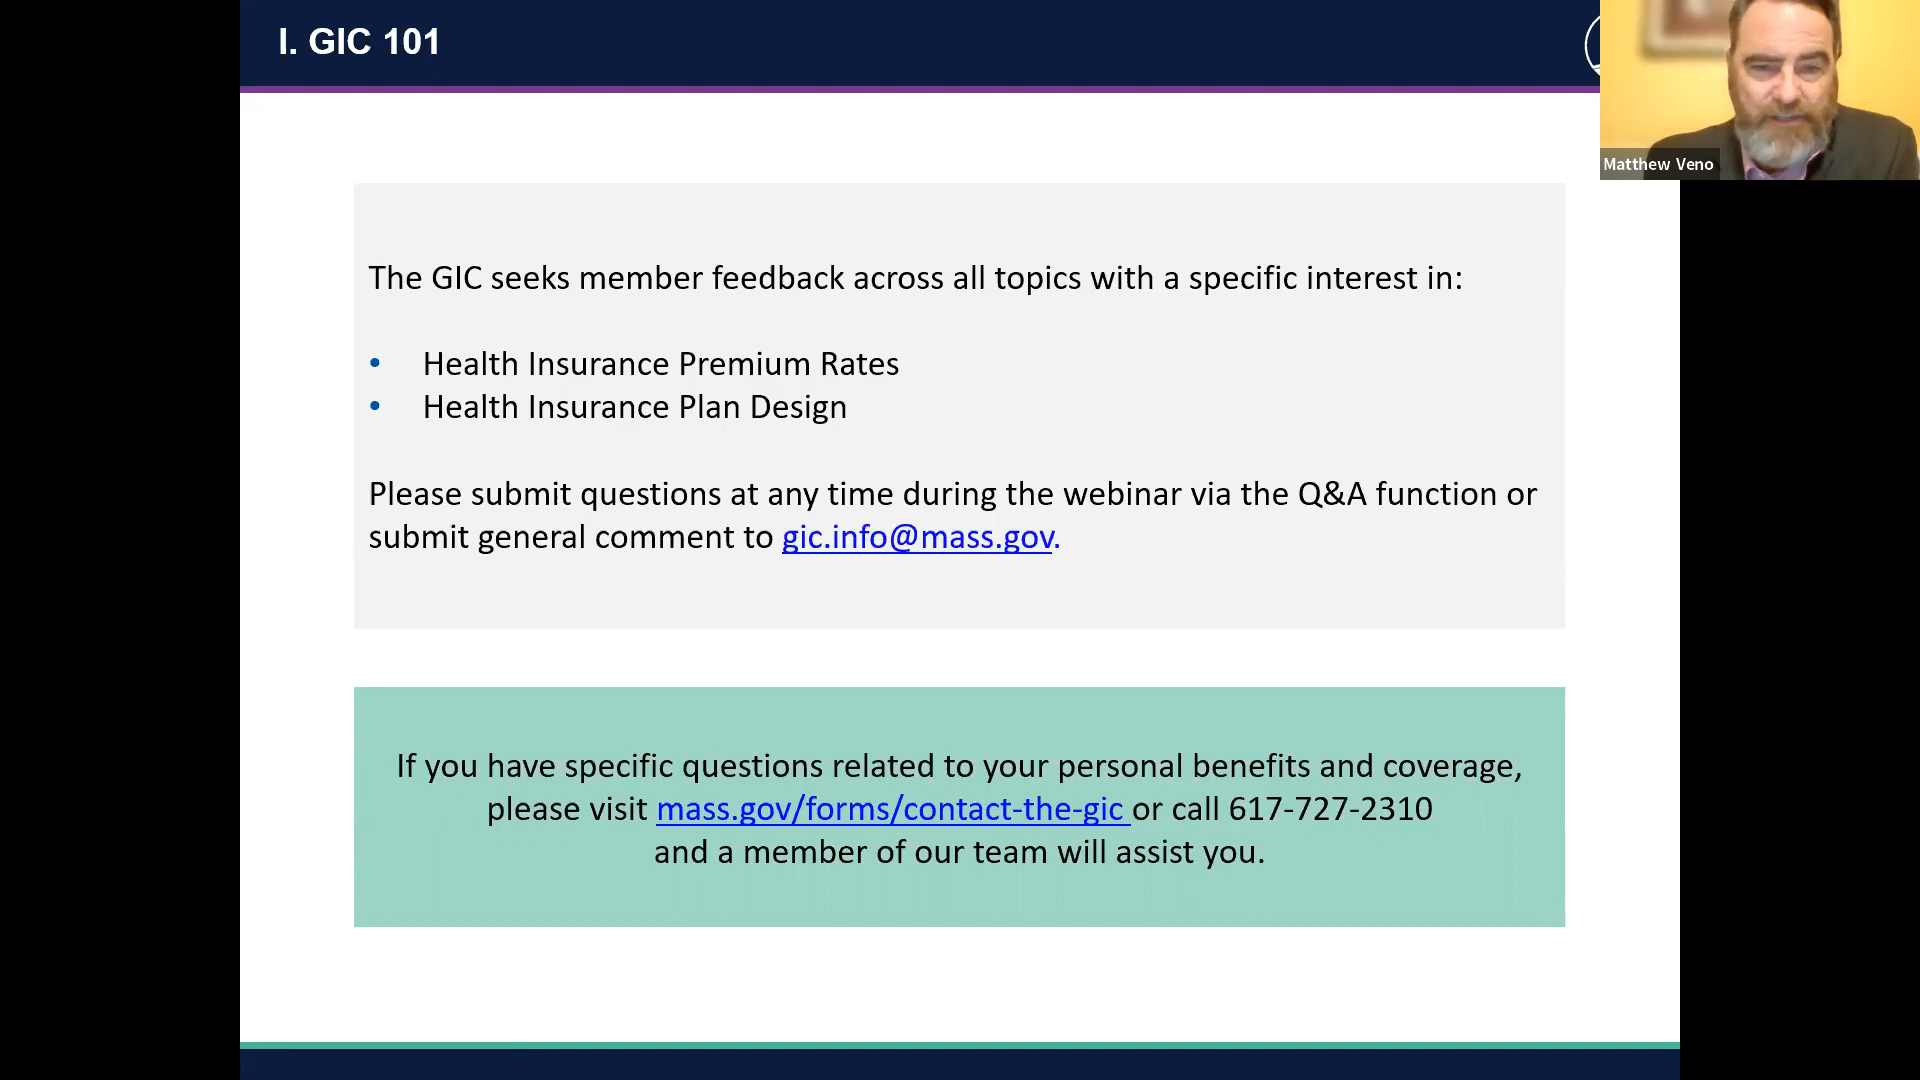 I. GIC 101
Matthew Veno
The GIC seeks member feedback across all topics with a specific interest in:
• Health Insurance Premium Rates
• Health Insurance Plan Design
Please submit questions at any time during the webinar via the Q&A function or
submit general comment to gic.info@mass.gov.
If you have specific questions related to your personal benefits and coverage,
please visit mass.gov/forms/contact-the-gic or call 617-727-2310
and a member of our team will assist you.